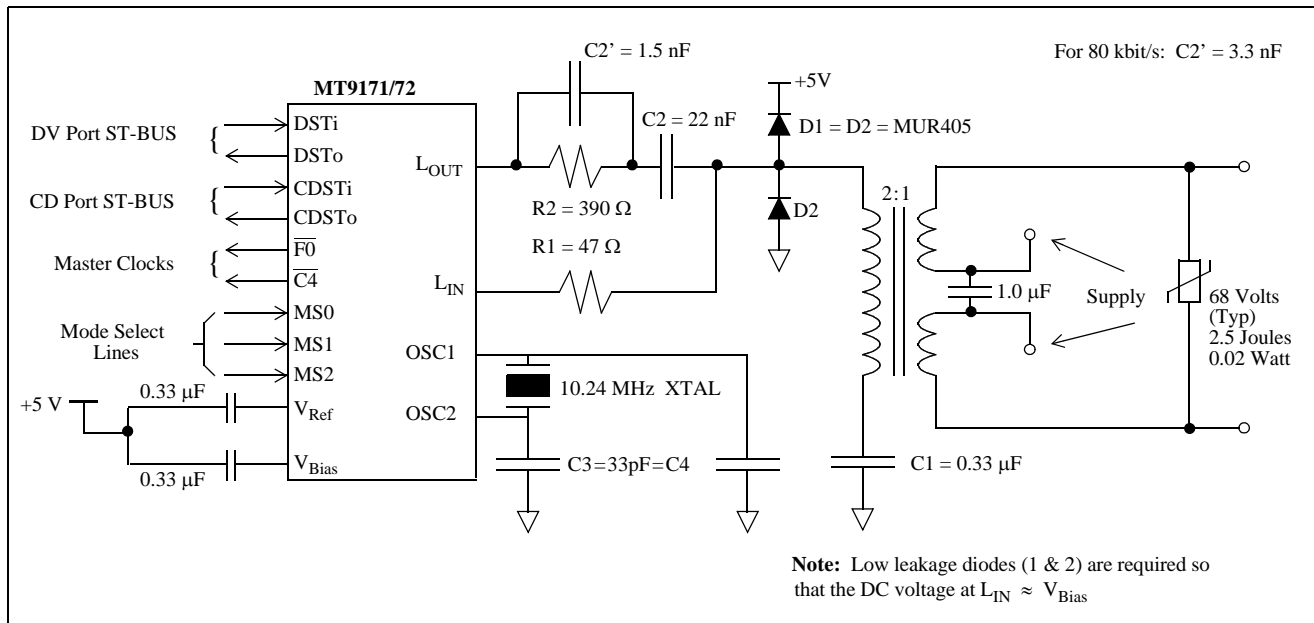 C2’ = 1.5 nF
For 80 kbit/s: C2’ = 3.3 nF
MT9171/72
+5V
DV Port ST-BUS
DSTi
DSTo
C2 = 22 nF
D1 = D2 = MUR405
L_OUT
CD Port ST-BUS
CDSTi
CDSTo
R2 = 390 Ω
D2
2:1
Master Clocks
F̅0̅
C̅4̅
R1 = 47 Ω
L_IN
1.0 µF
Supply
68 Volts
(Typ)
2.5 Joules
0.02 Watt
Mode Select
Lines
MS0
MS1
MS2
OSC1
10.24 MHz XTAL
OSC2
+5 V
0.33 µF
V_Ref
0.33 µF
V_Bias
C3=33pF=C4
C1 = 0.33 µF
Note: Low leakage diodes (1 & 2) are required so
that the DC voltage at L_IN ≈ V_Bias